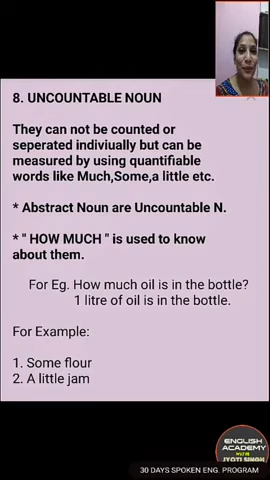 8. UNCOUNTABLE NOUN
They can not be counted or
seperated indiviually but can be
measured by using quantifiable
words like Much,Some,a little etc.
* Abstract Noun are Uncountable N.
* " HOW MUCH " is used to know
about them.
For Eg. How much oil is in the bottle?
1 litre of oil is in the bottle.
For Example:
1. Some flour
2. A little jam
ENGLISH
ACADEMY
WITH
JYOTI SINGH
30 DAYS SPOKEN ENG. PROGRAM